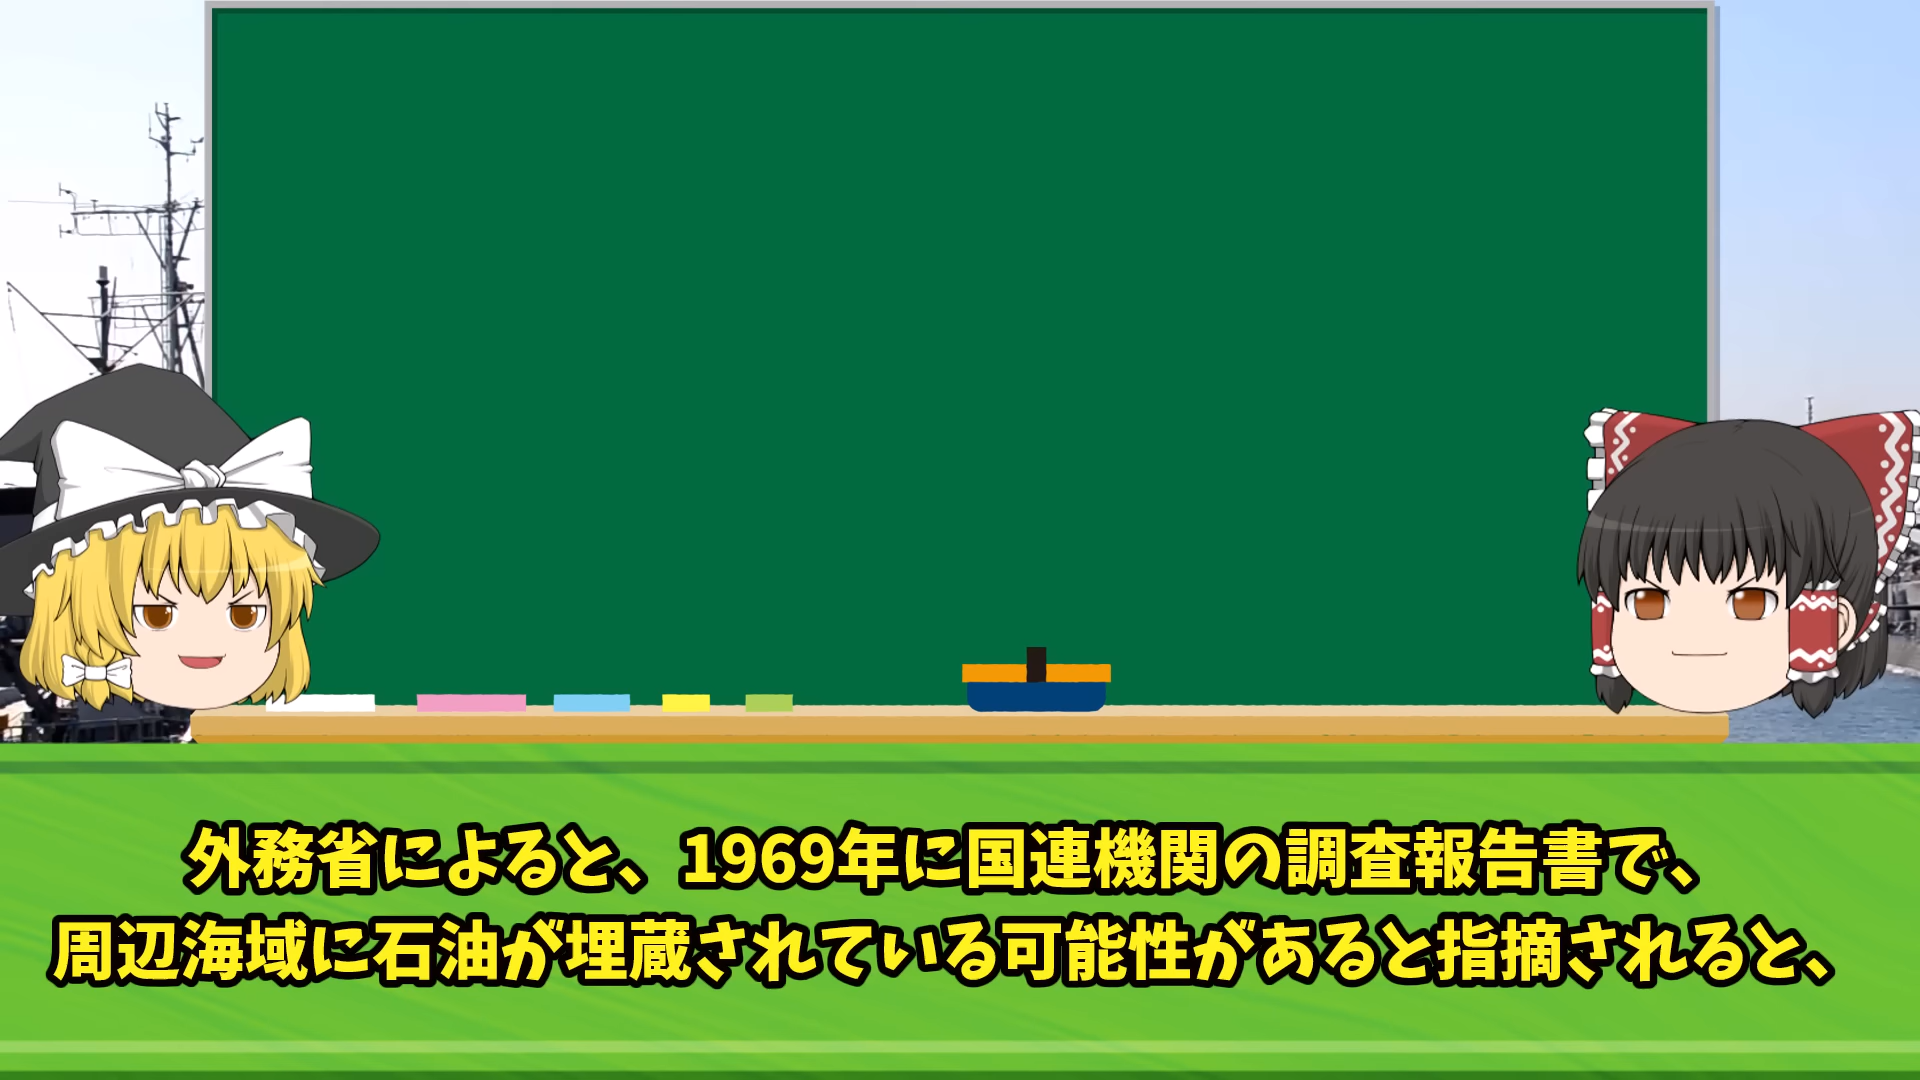 外務省によると、1969年に国連機関の調査報告書で、
周辺海域に石油が埋蔵されている可能性があると指摘されると、